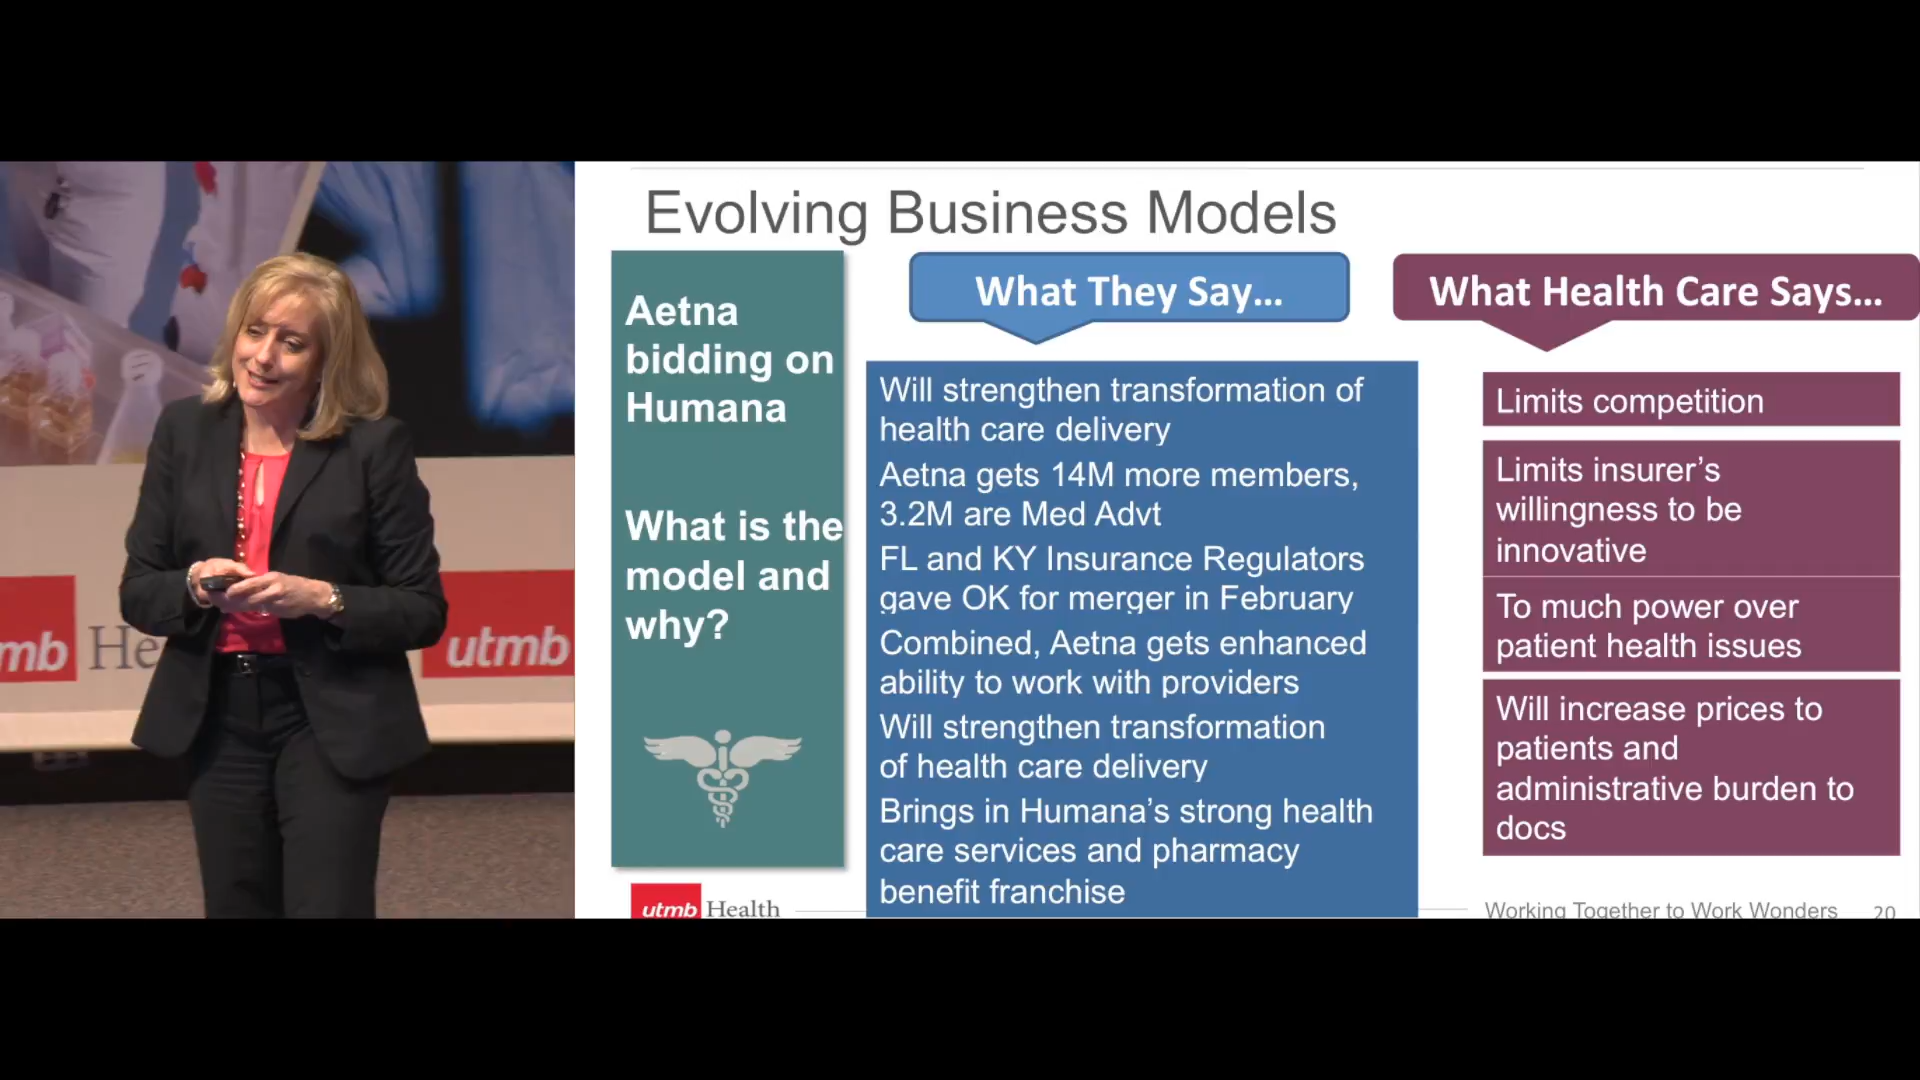 Evolving Business Models
Aetna
bidding on
Humana
What is the
model and
why?
What They Say...
Will strengthen transformation of
health care delivery
Aetna gets 14M more members,
3.2M are Med Advt
FL and KY Insurance Regulators
gave OK for merger in February
Combined, Aetna gets enhanced
ability to work with providers
Will strengthen transformation
of health care delivery
Brings in Humana’s strong health
care services and pharmacy
benefit franchise
What Health Care Says...
Limits competition
Limits insurer’s
willingness to be
innovative
To much power over
patient health issues
Will increase prices to
patients and
administrative burden to
docs
utmb Health
Working Together to Work Wonders 20
mb He
utmb